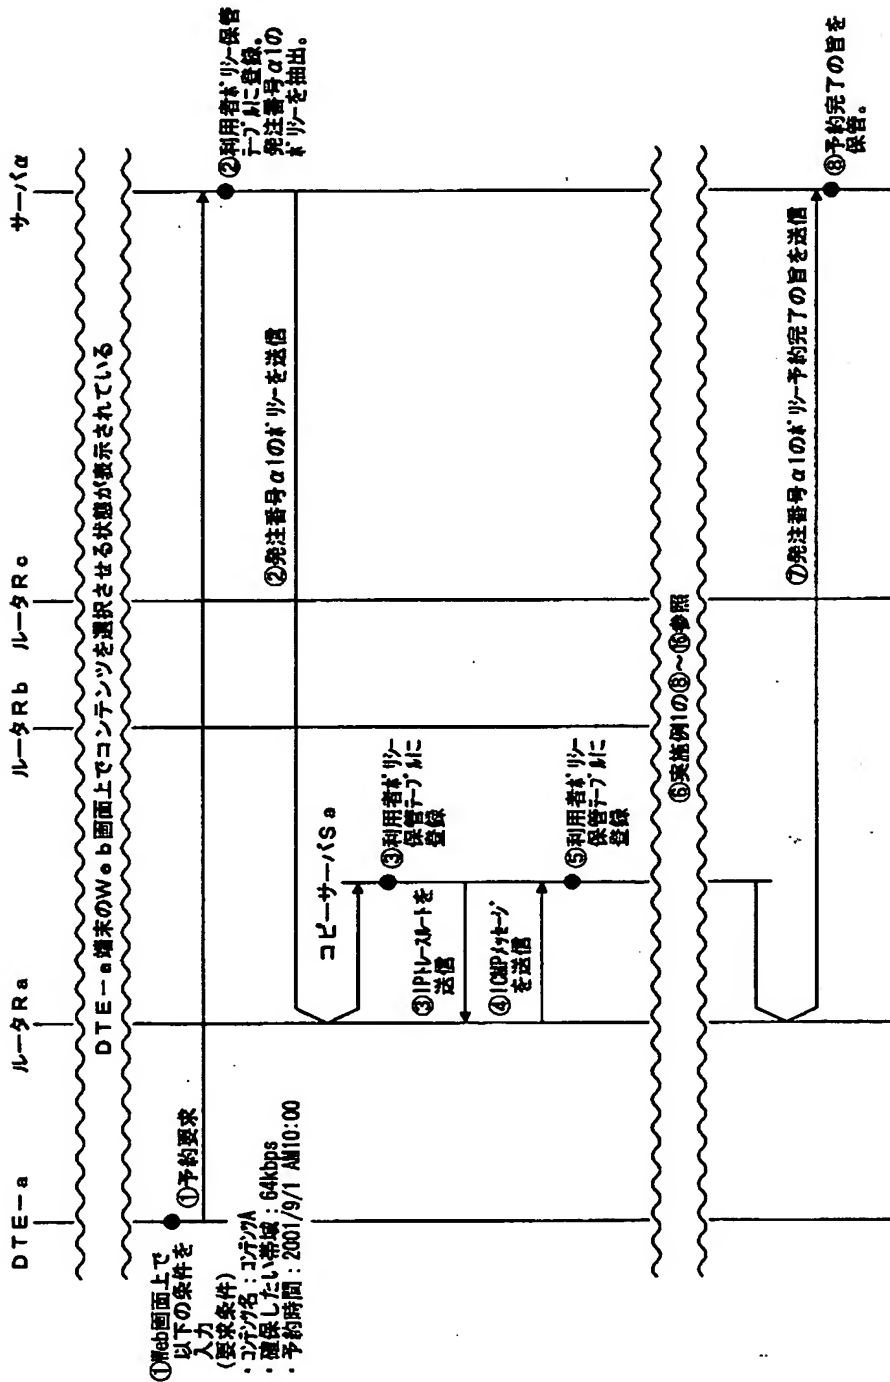 DTE-a
ルータRa
ルータRb
ルータRc
サーバα
DTE-a端末のWeb画面上でコンテンツを選択させる状態が表示されている
①Web画面上で
以下の条件を
入力
(要求条件)
・コンテンツ名：コンテンツA
・確保したい帯域：64kbps
・予約時間：2001/9/1 AM10:00
①予約要求
②利用者ポリシー保管
テーブルに登録。
発注番号α1の
ポリシーを抽出。
②発注番号α1のポリシーを送信
コピーサーバSa
③利用者ポリシー
保管テーブルに
登録
③IPトレースルートを
送信
④ICMPメッセージ
を送信
⑤利用者ポリシー
保管テーブルに
登録
⑥実施例1の⑧～⑯参照
⑦発注番号α1のポリシー予約完了の旨を送信
⑧予約完了の旨を
保管。